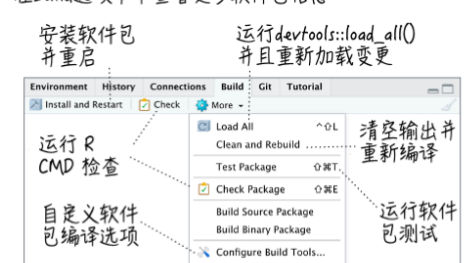 安装软件包
并重启
运行devtools::load_all()
并且重新加载变更
Environment History Connections Build Git Tutorial
Install and Restart Check More
Load All ^⇧L
Clean and Rebuild
Test Package ⇧⌘T
Check Package ⇧⌘E
Build Source Package
Build Binary Package
Configure Build Tools...
运行 R
CMD 检查
自定义软件
包编译选项
清空输出并
重新编译
运行软件
包测试